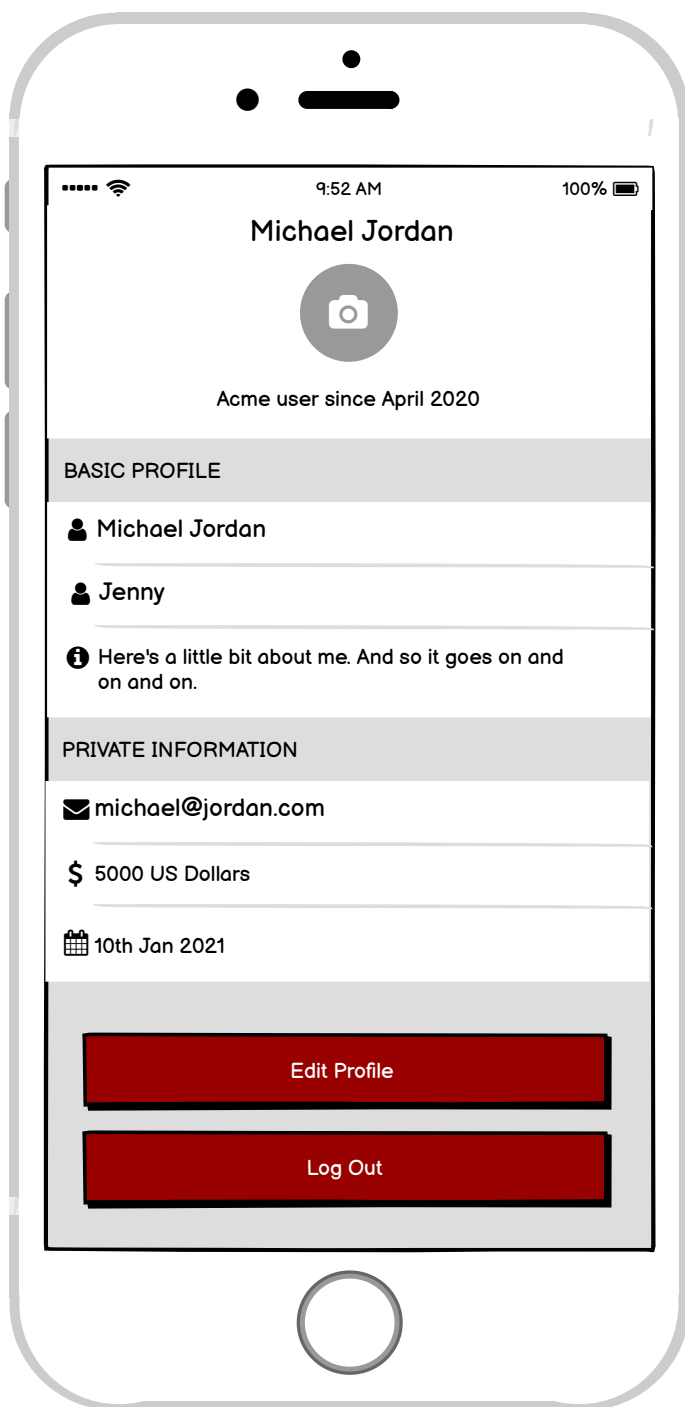 9:52 AM 100%
Michael Jordan
Acme user since April 2020
BASIC PROFILE
Michael Jordan
Jenny
Here's a little bit about me. And so it goes on and
on and on.
PRIVATE INFORMATION
michael@jordan.com
$ 5000 US Dollars
10th Jan 2021
Edit Profile
Log Out